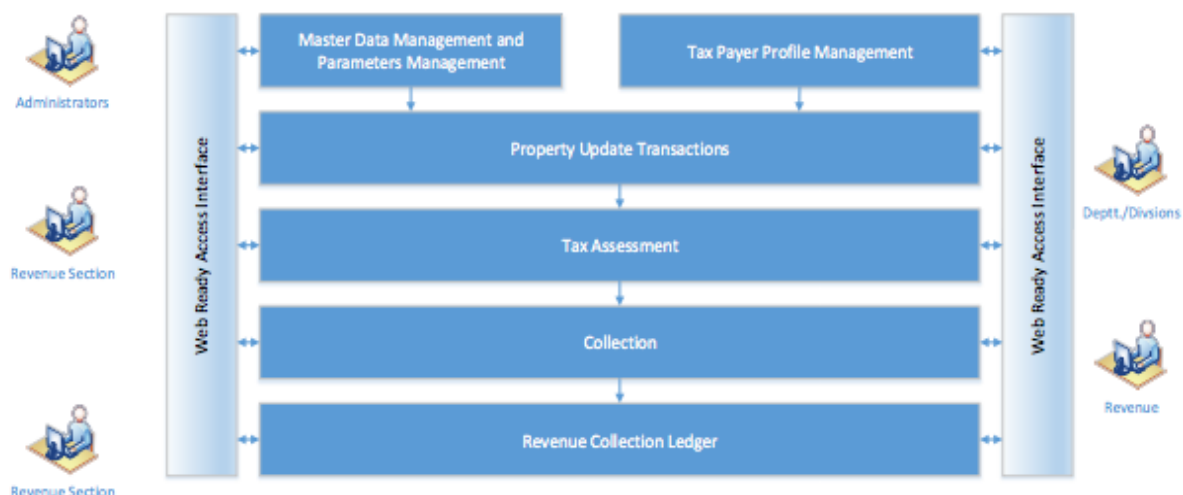 Administrators
Revenue Section
Revenue Section
Web Ready Access Interface
Master Data Management and
Parameters Management
Tax Payer Profile Management
Property Update Transactions
Tax Assessment
Collection
Revenue Collection Ledger
Web Ready Access Interface
Deptt./Divsions
Revenue